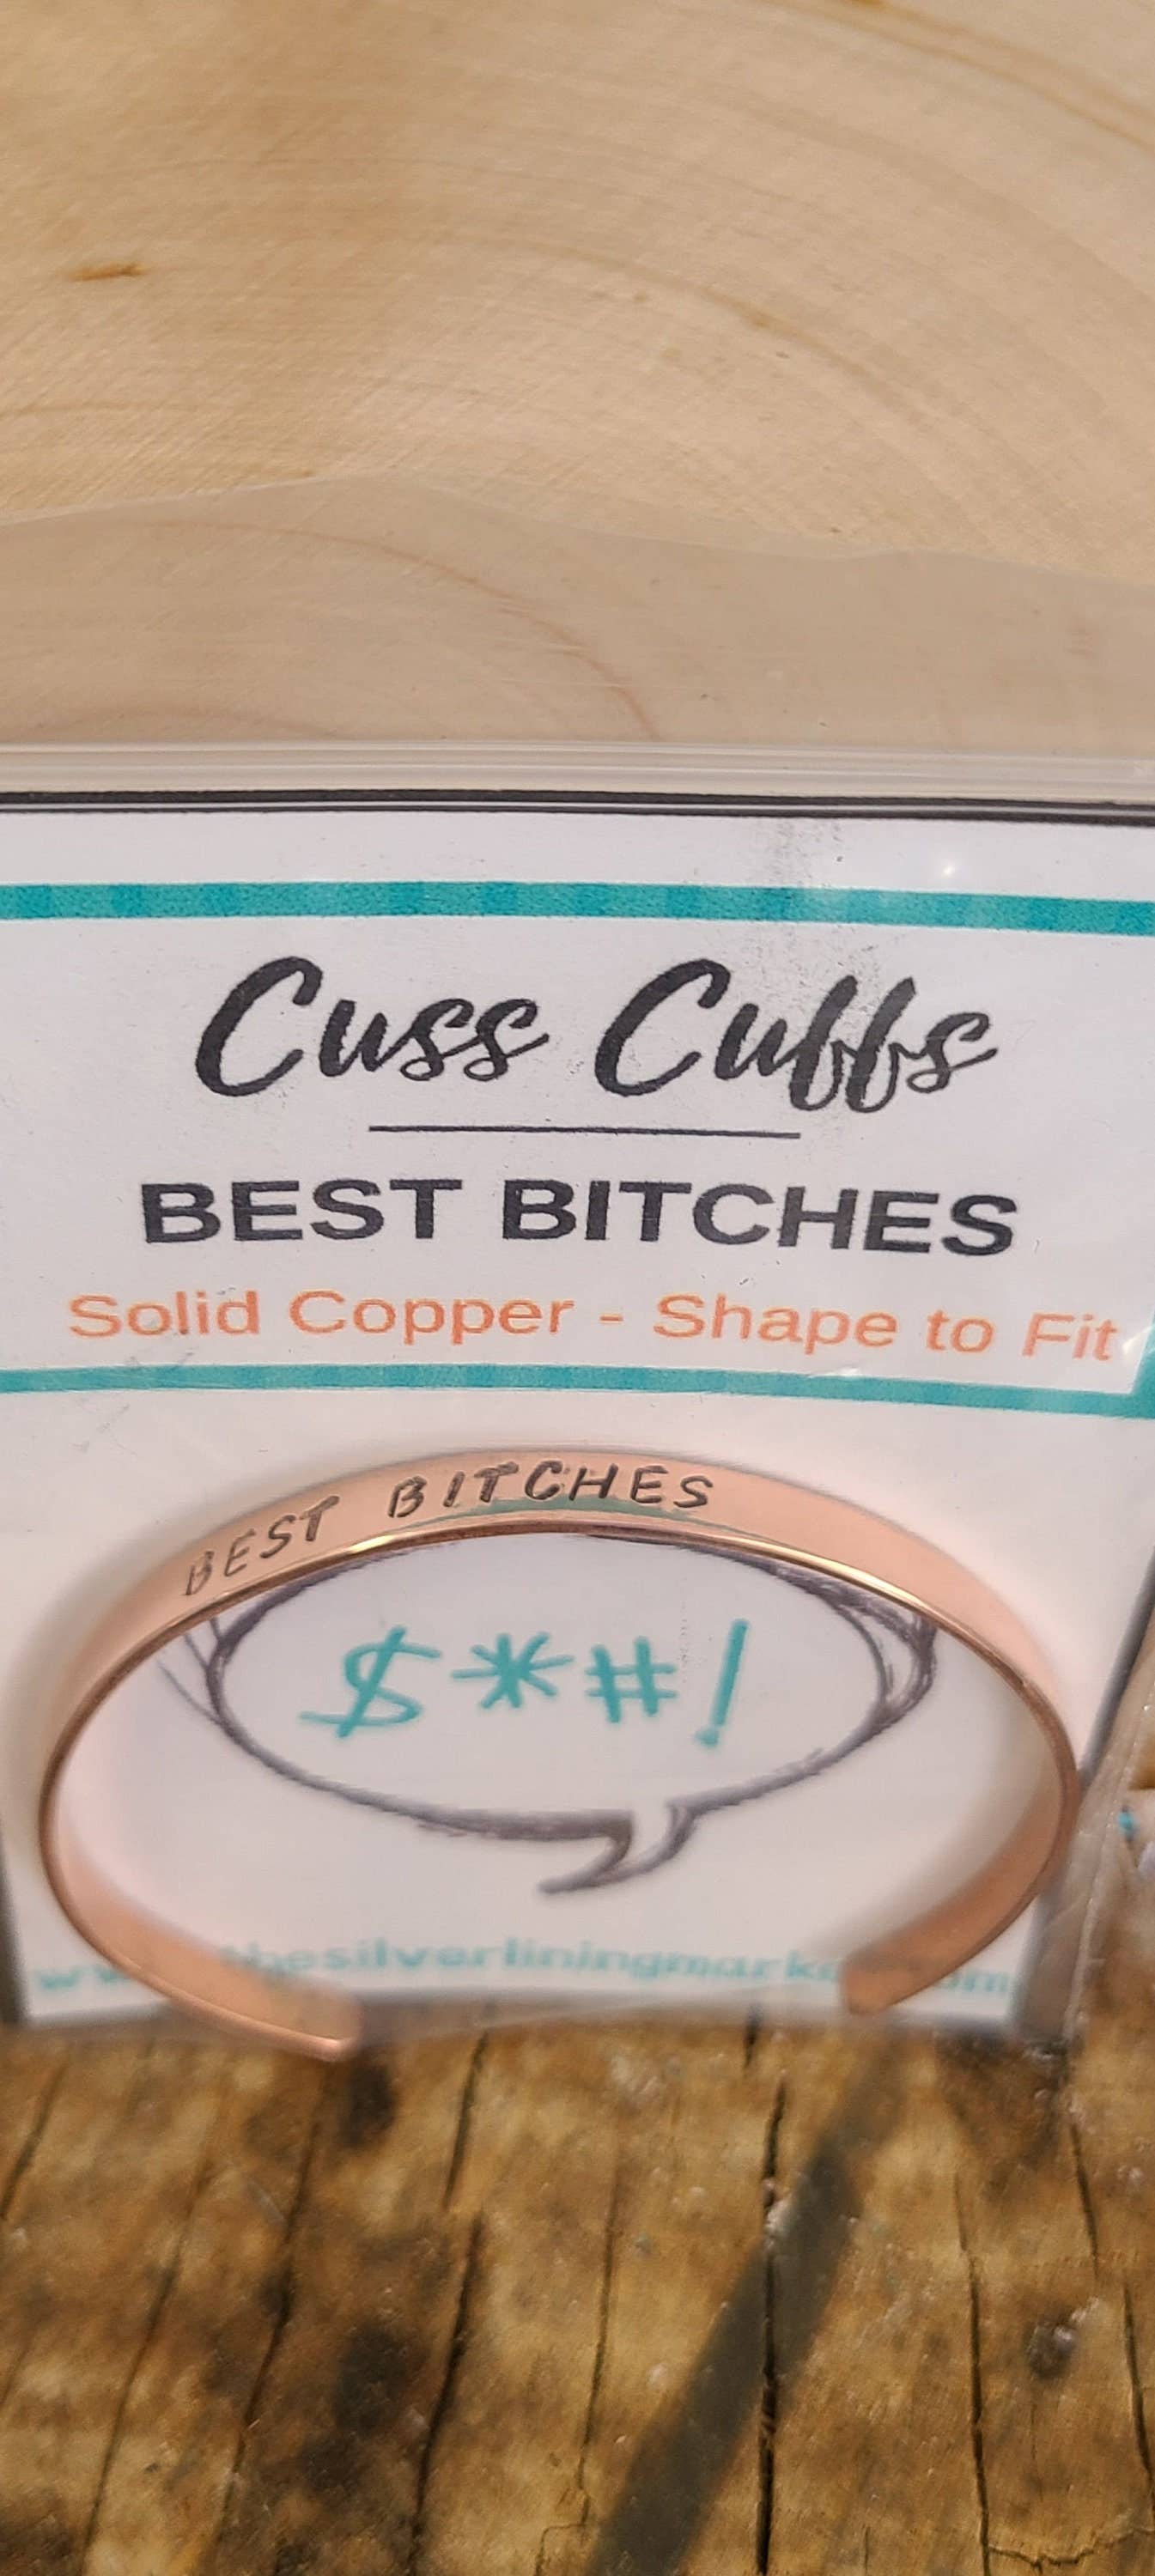 Cuss Cuffs
BEST BITCHES
Solid Copper - Shape to Fit
BEST BITCHES
$*#!